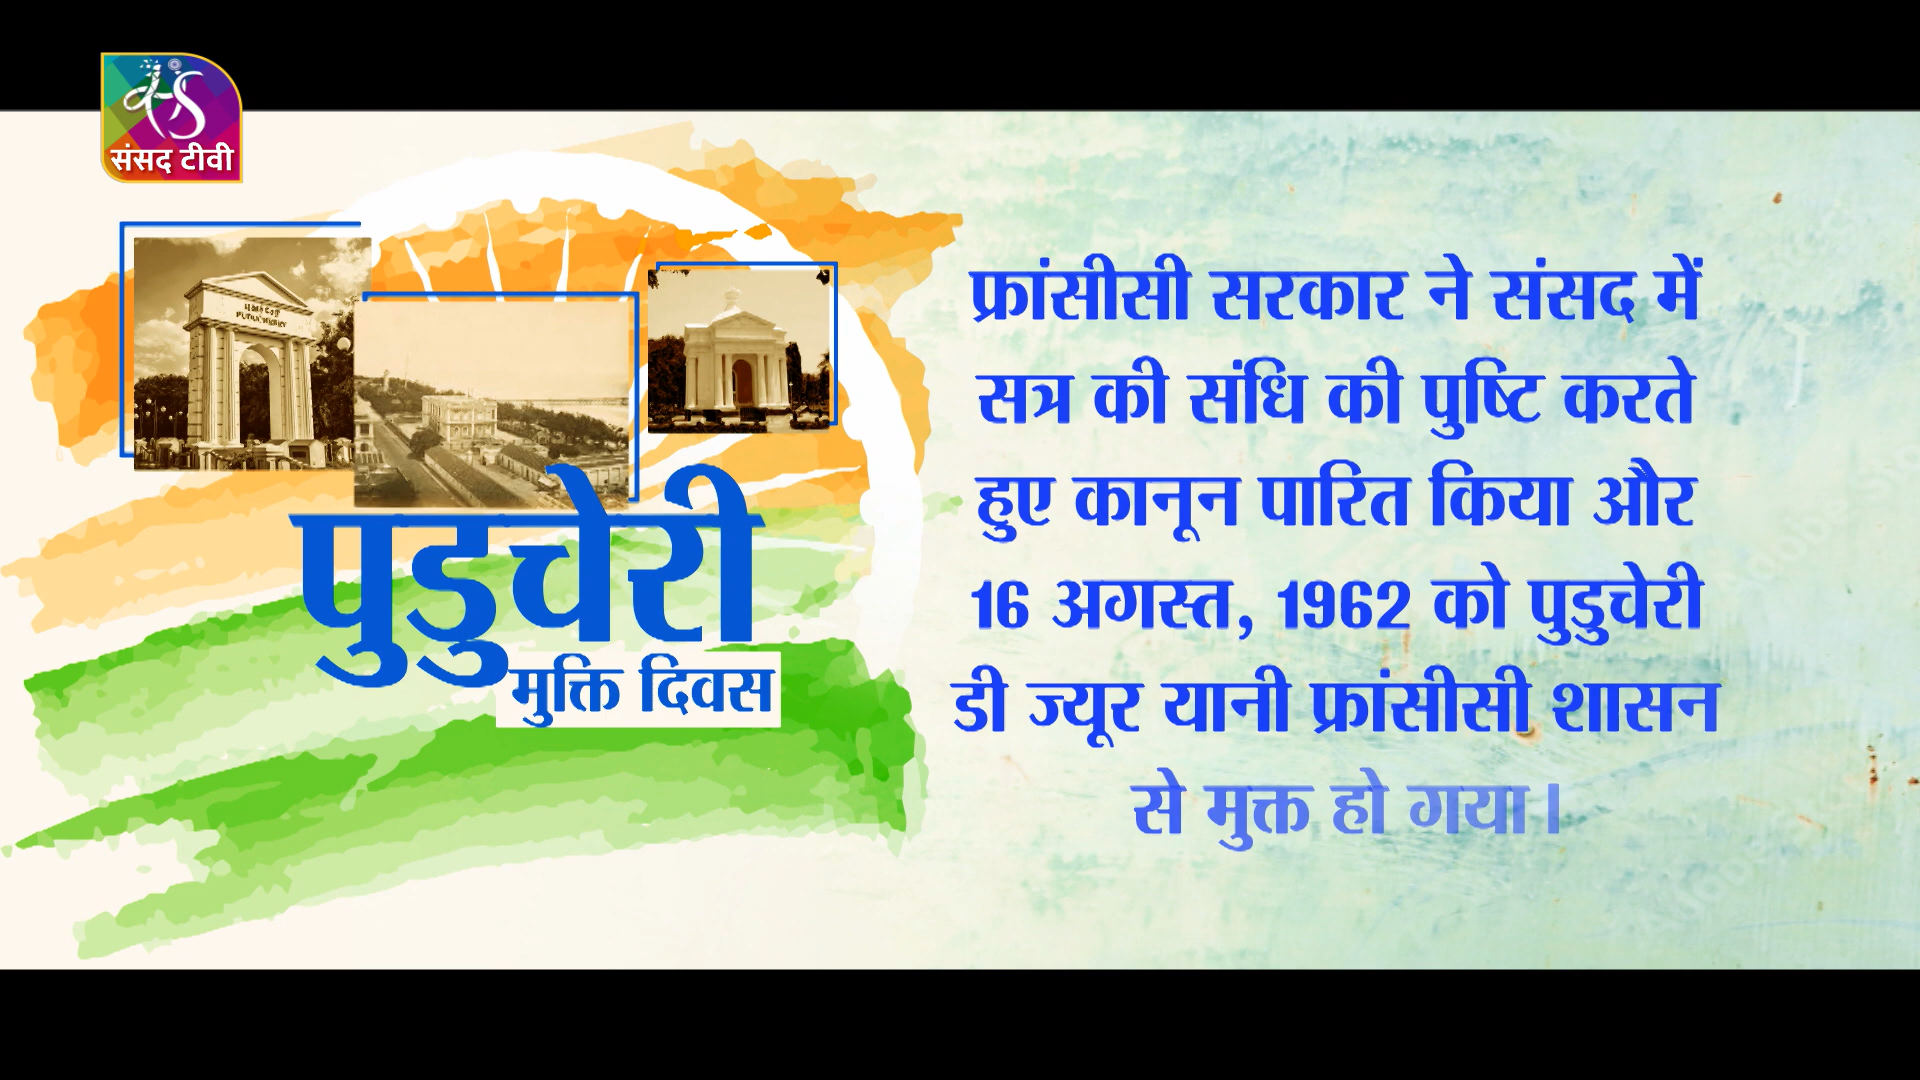 संसद टीवी
पुडुचेरी
मुक्ति दिवस
फ्रांसीसी सरकार ने संसद में
सत्र की संधि की पुष्टि करते
हुए कानून पारित किया और
16 अगस्त, 1962 को पुडुचेरी
डी ज्यूर यानी फ्रांसीसी शासन
से मुक्त हो गया।